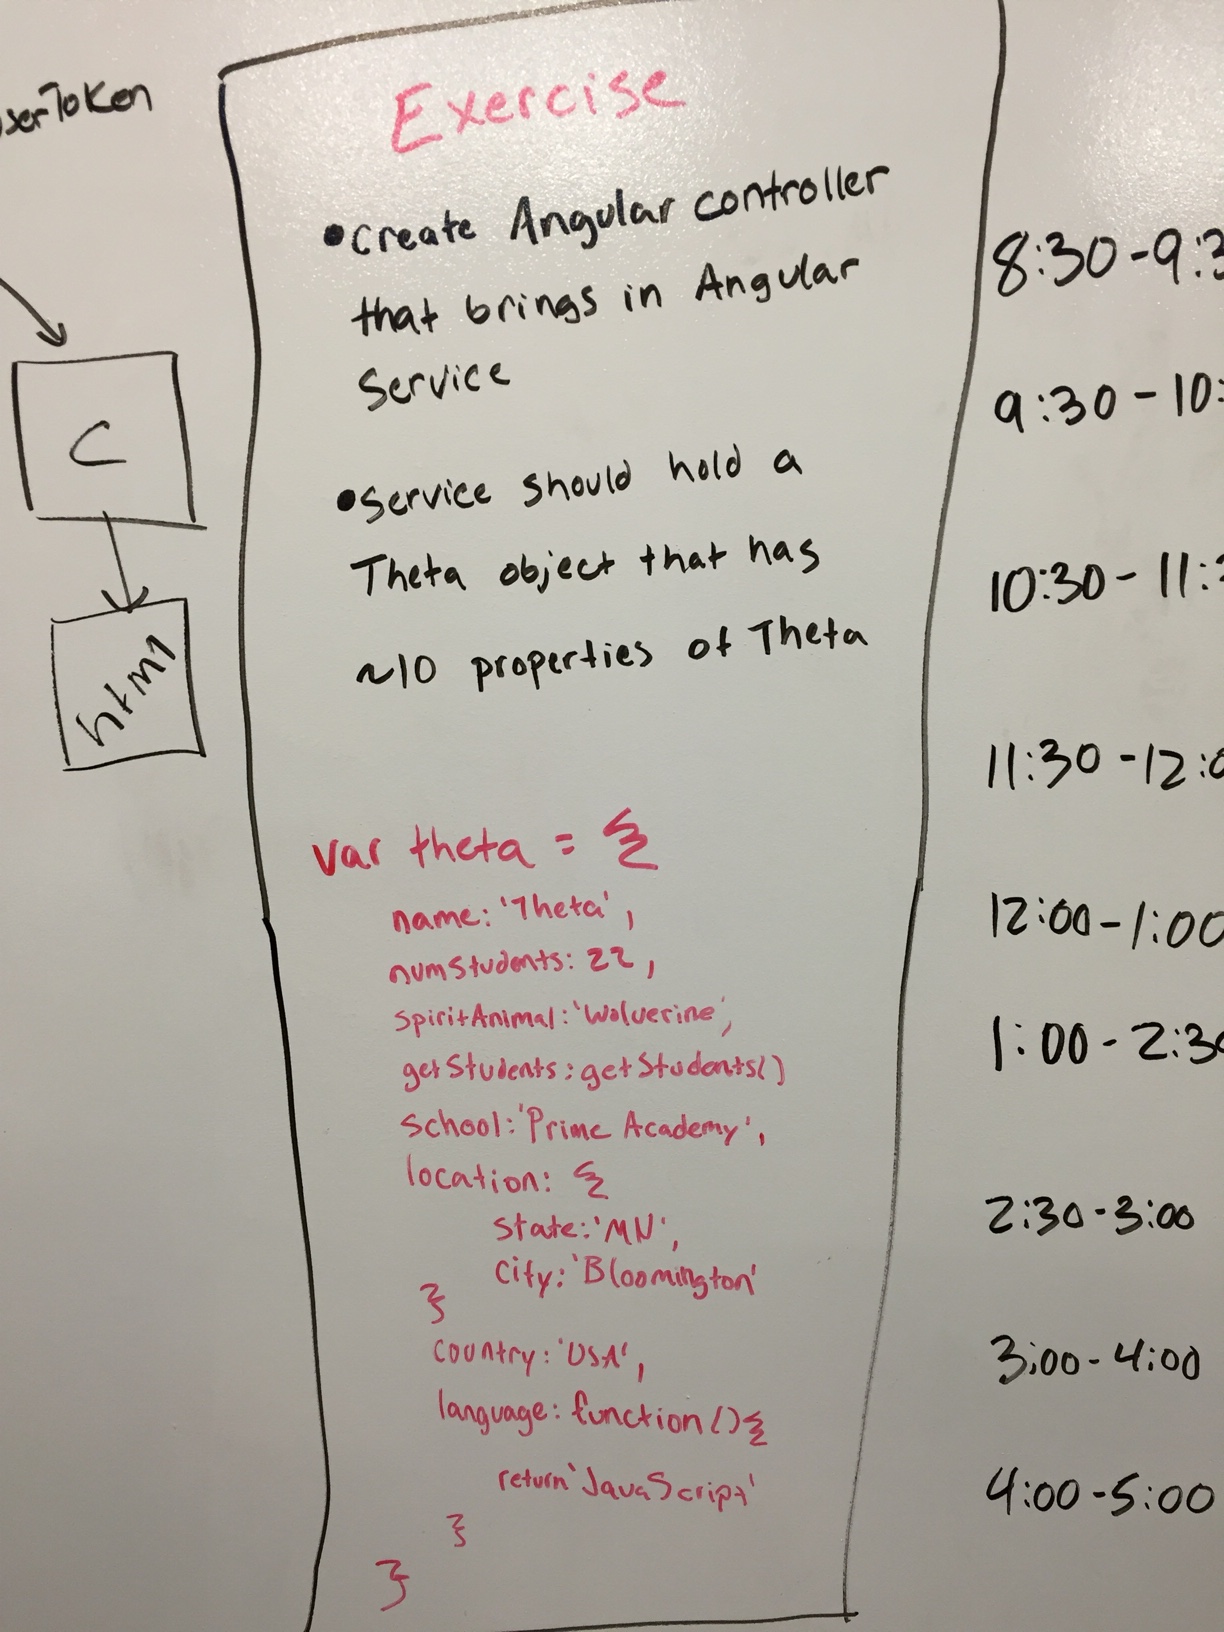 Token
C
html
Exercise
•create Angular controller
that brings in Angular
Service
•Service should hold a
Theta object that has
~10 properties of Theta
var theta = {
name: 'Theta',
numStudents: 22,
spiritAnimal: 'Wolverine',
getStudents: getStudents()
school: 'Prime Academy',
location: {
state: 'MN',
city: 'Bloomington'
}
country: 'USA',
language: function(){
return 'JavaScript'
}
}
8:30-9:3
9:30-10:
10:30-11:
11:30-12:0
12:00-1:00
1:00-2:30
2:30-3:00
3:00-4:00
4:00-5:00